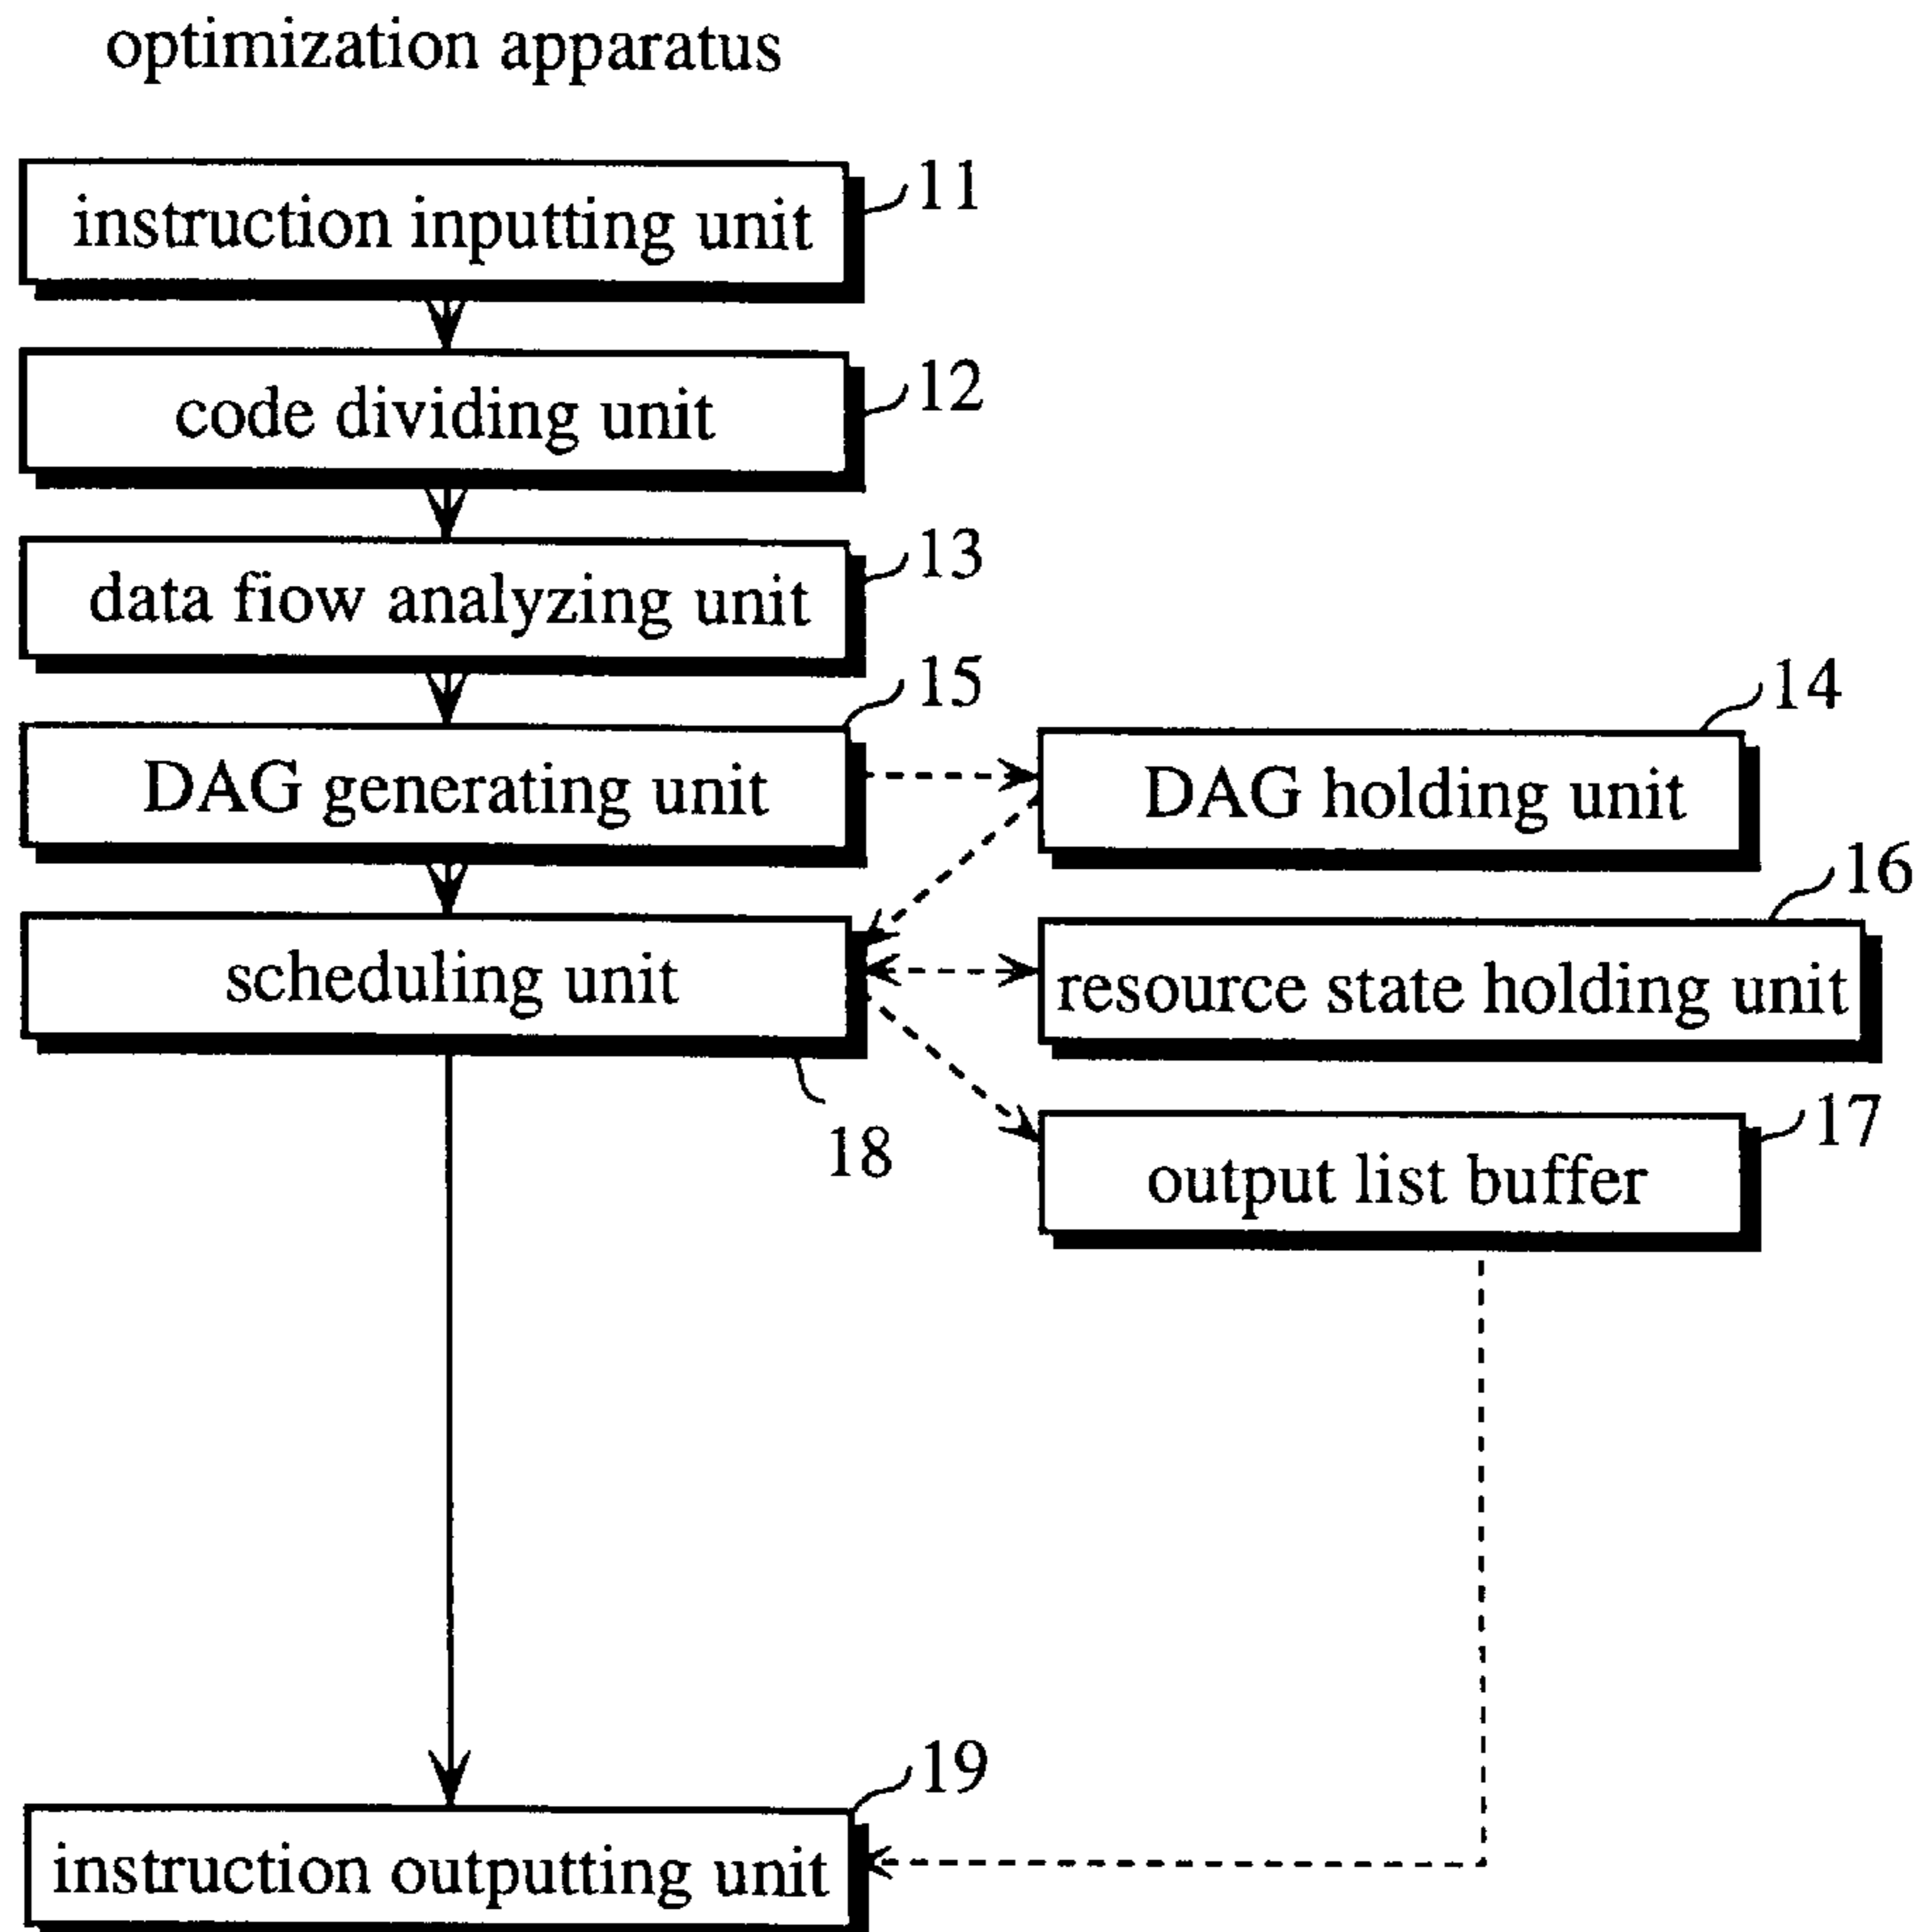 optimization apparatus
instruction inputting unit
11
code dividing unit
12
data fiow analyzing unit
13
DAG generating unit
15
DAG holding unit
14
scheduling unit
18
resource state holding unit
16
output list buffer
17
instruction outputting unit
19